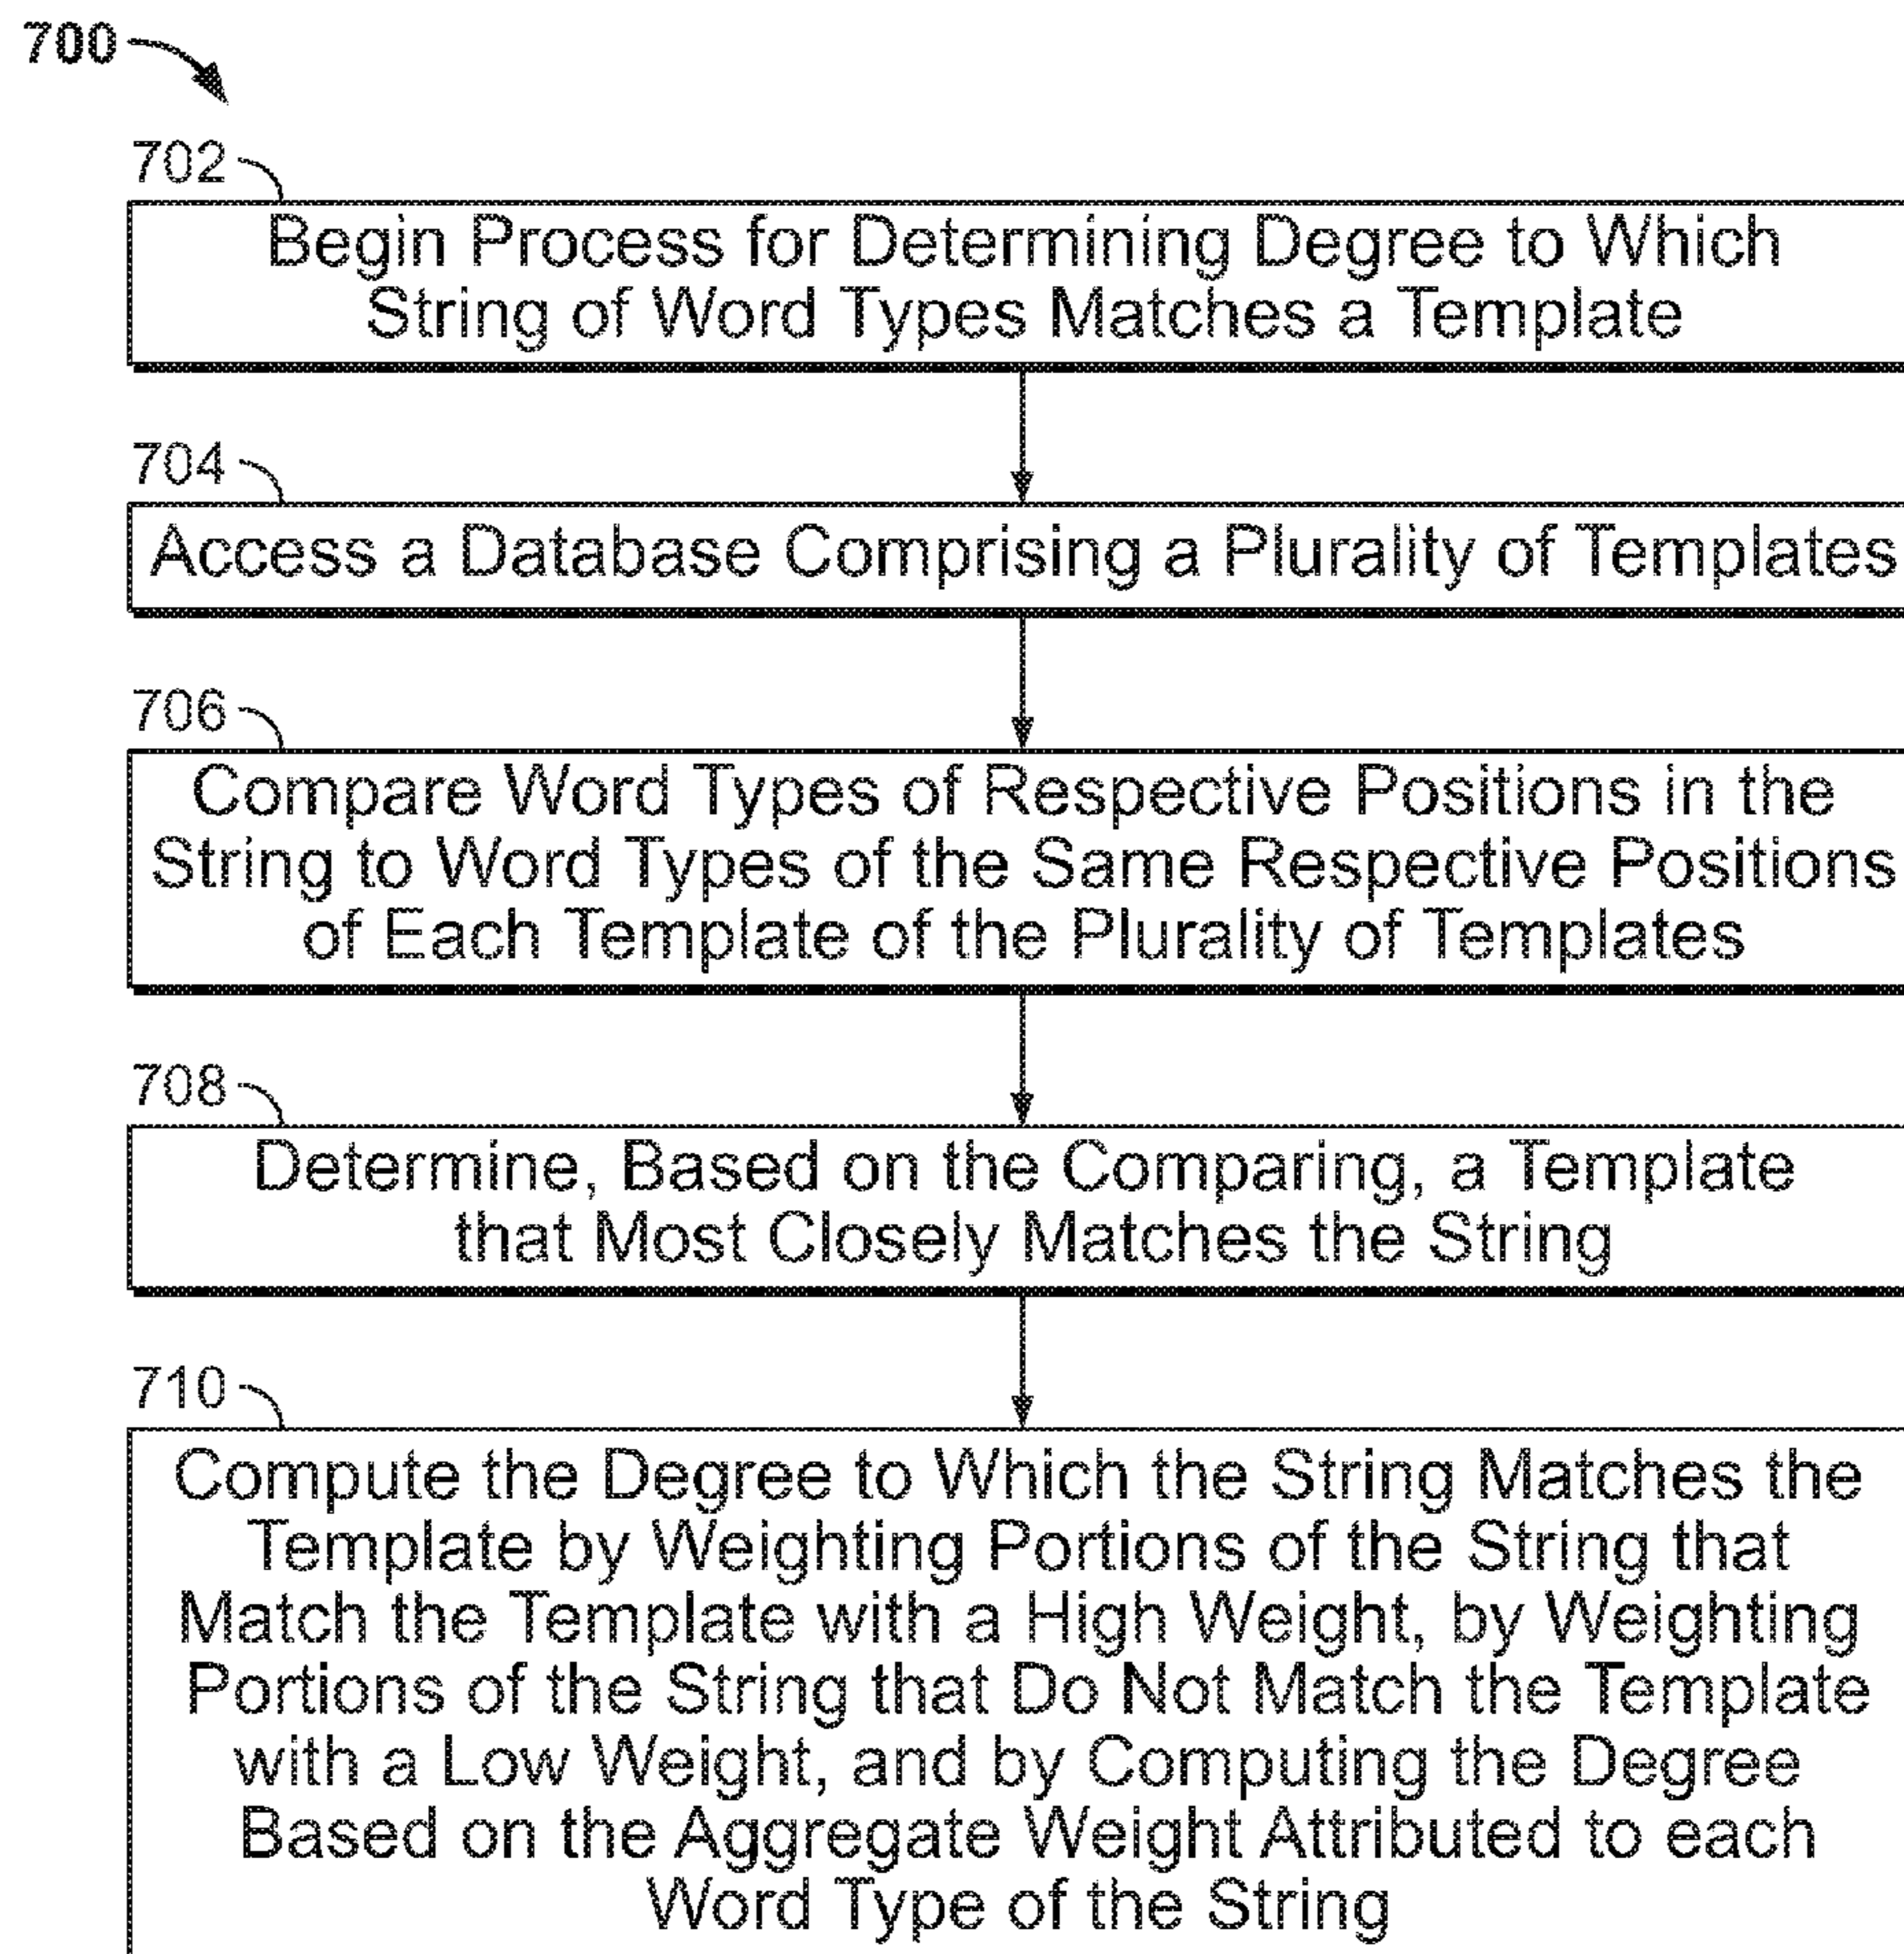 700
702
Begin Process for Determining Degree to Which
String of Word Types Matches a Template
704
Access a Database Comprising a Plurality of Templates
706
Compare Word Types of Respective Positions in the
String to Word Types of the Same Respective Positions
of Each Template of the Plurality of Templates
708
Determine, Based on the Comparing, a Template
that Most Closely Matches the String
710
Compute the Degree to Which the String Matches the
Template by Weighting Portions of the String that
Match the Template with a High Weight, by Weighting
Portions of the String that Do Not Match the Template
with a Low Weight, and by Computing the Degree
Based on the Aggregate Weight Attributed to each
Word Type of the String